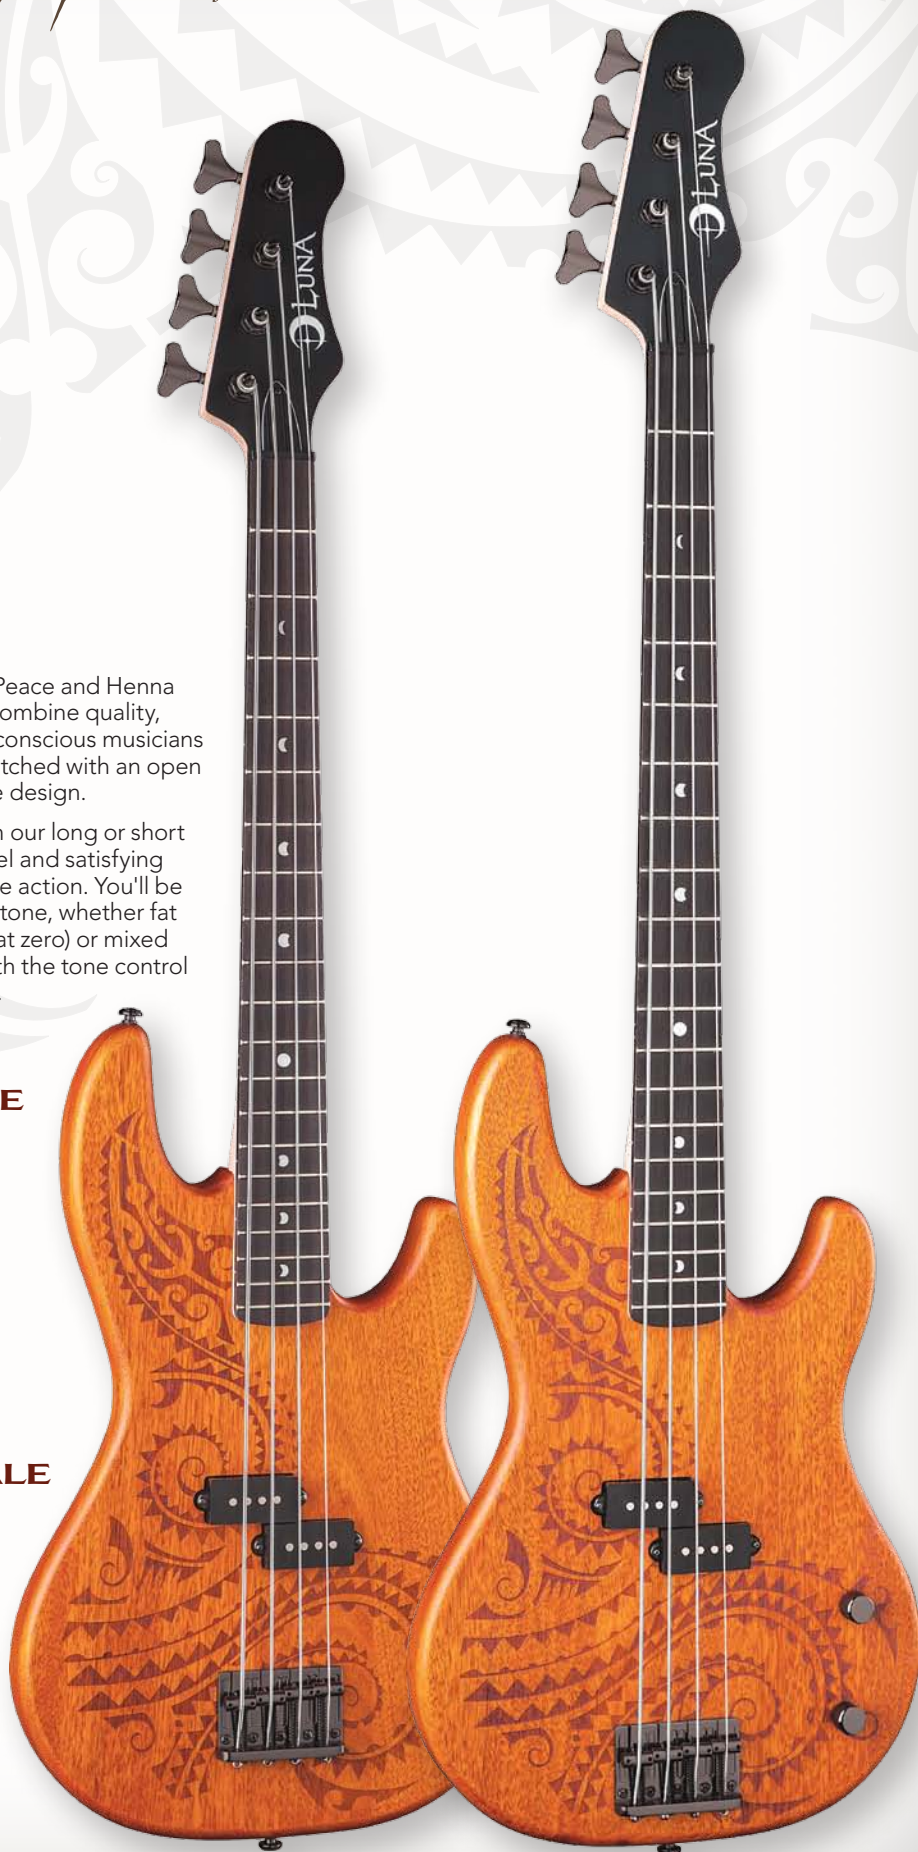 LUNA
LUNA
Peace and Henna
ombine quality,
conscious musicians
tched with an open
e design.
n our long or short
el and satisfying
e action. You'll be
tone, whether fat
at zero) or mixed
th the tone control
E
ALE